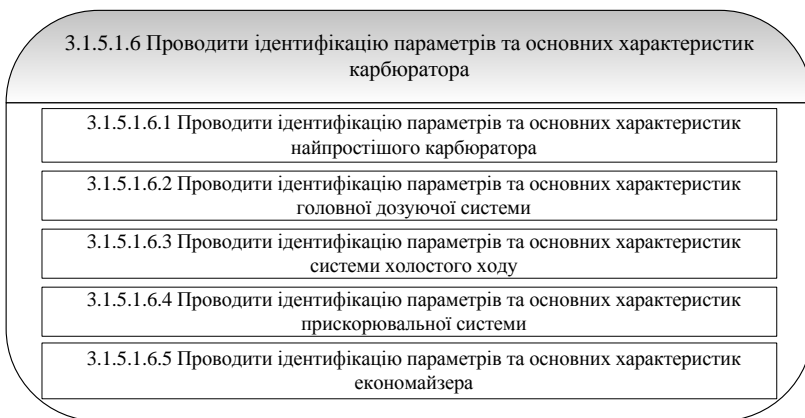 3.1.5.1.6 Проводити ідентифікацію параметрів та основних характеристик
карбюратора
3.1.5.1.6.1 Проводити ідентифікацію параметрів та основних характеристик
найпростішого карбюратора
3.1.5.1.6.2 Проводити ідентифікацію параметрів та основних характеристик
головної дозуючої системи
3.1.5.1.6.3 Проводити ідентифікацію параметрів та основних характеристик
системи холостого ходу
3.1.5.1.6.4 Проводити ідентифікацію параметрів та основних характеристик
прискорювальної системи
3.1.5.1.6.5 Проводити ідентифікацію параметрів та основних характеристик
економайзера